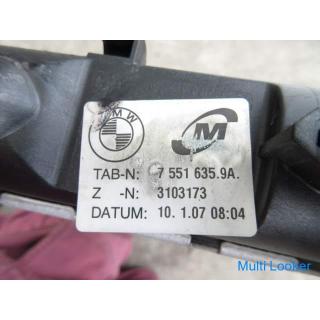 BMW
M
TAB-N: 7 551 635.9A.
Z -N: 3103173
DATUM: 10. 1.07 08:04
Multi Looker